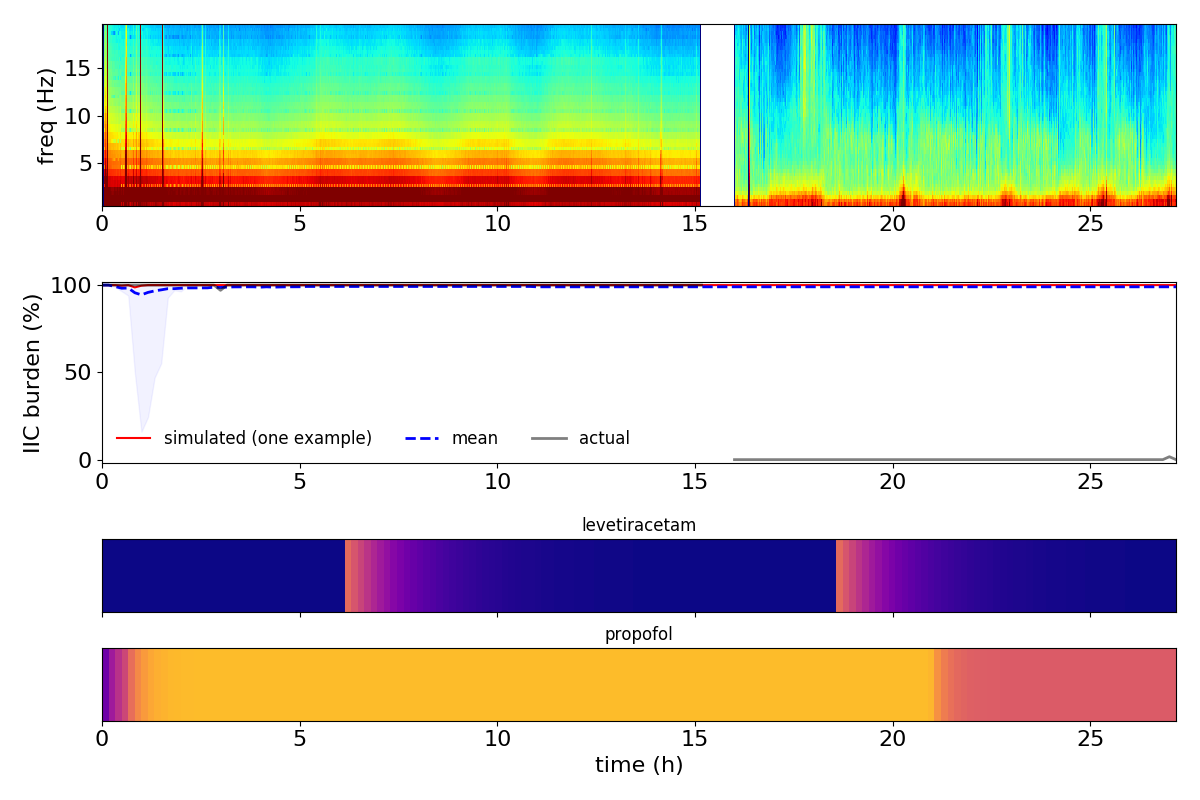 freq (Hz)
15
10
5
0 5 10 15 20 25
IIC burden (%)
100
50
0
simulated (one example) mean actual
0 5 10 15 20 25
levetiracetam
propofol
0 5 10 15 20 25
time (h)